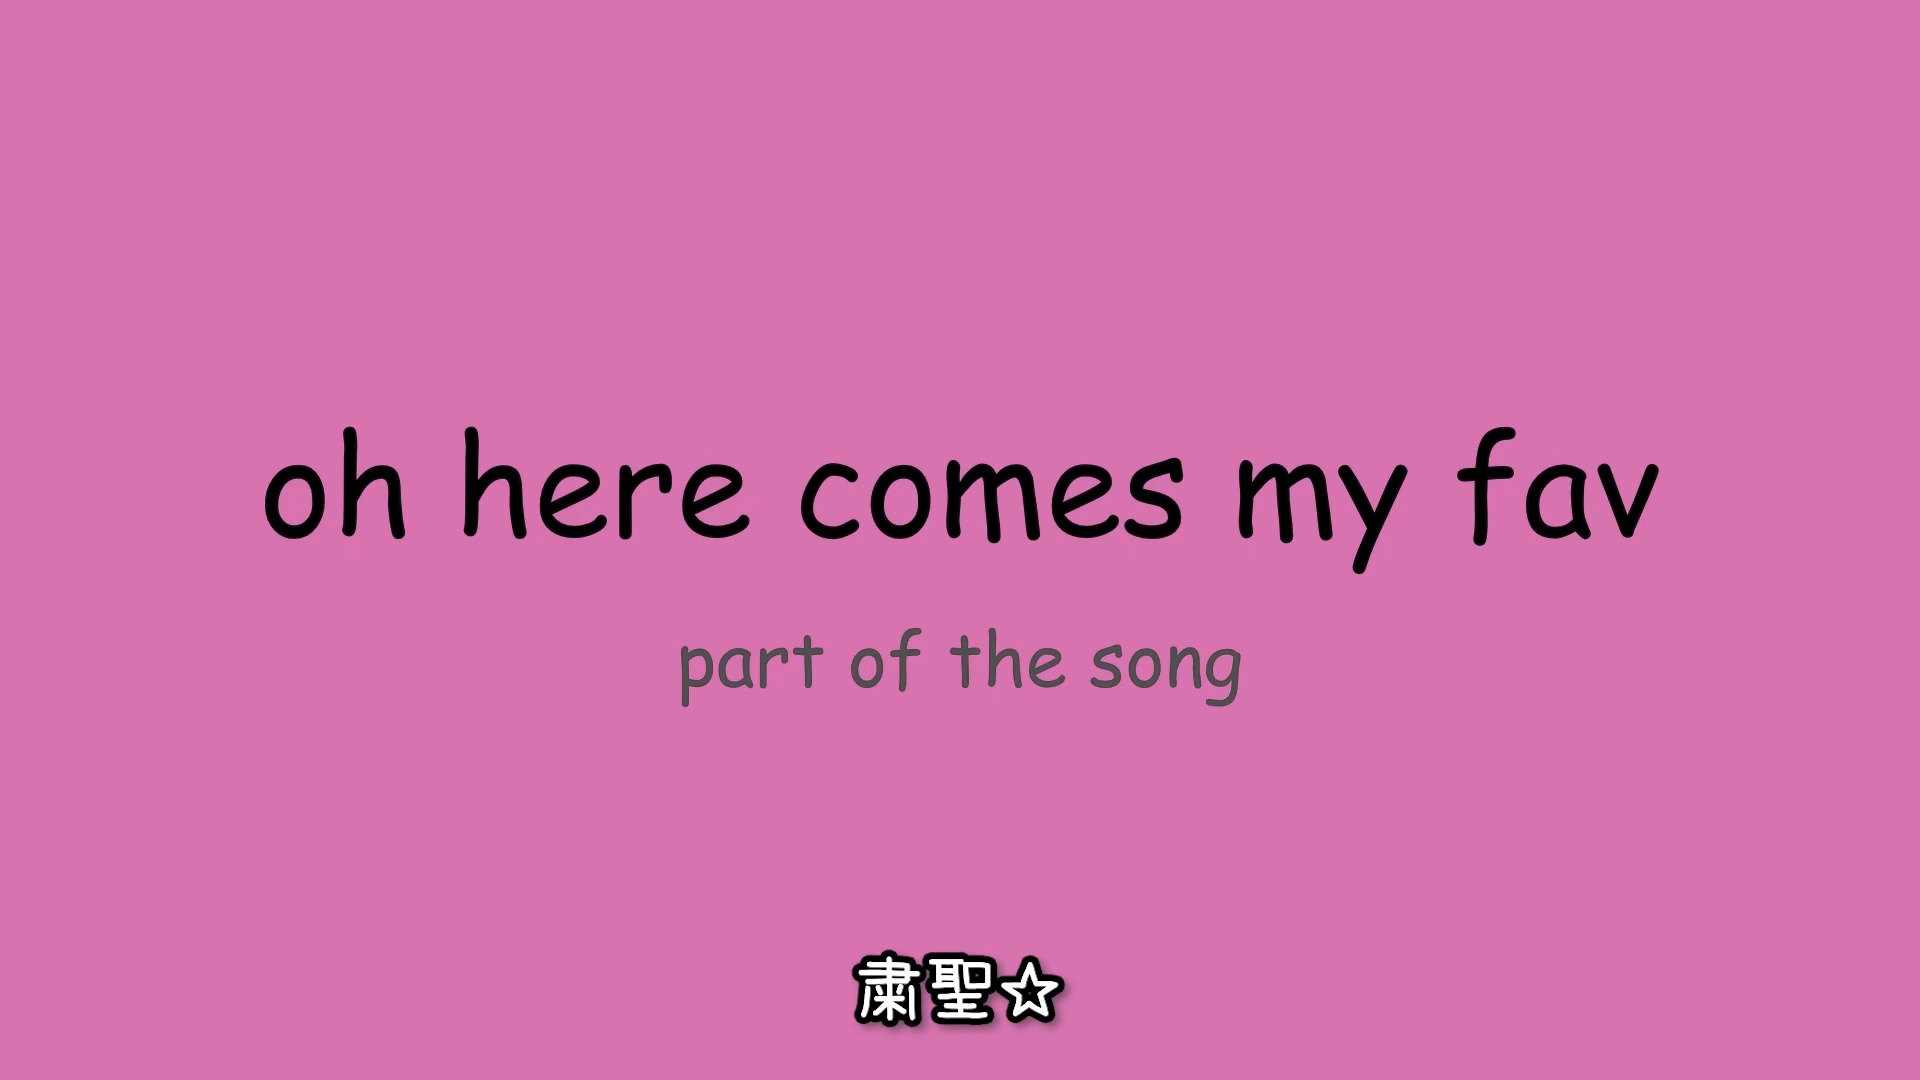 oh here comes my fav
part of the song
粛聖☆